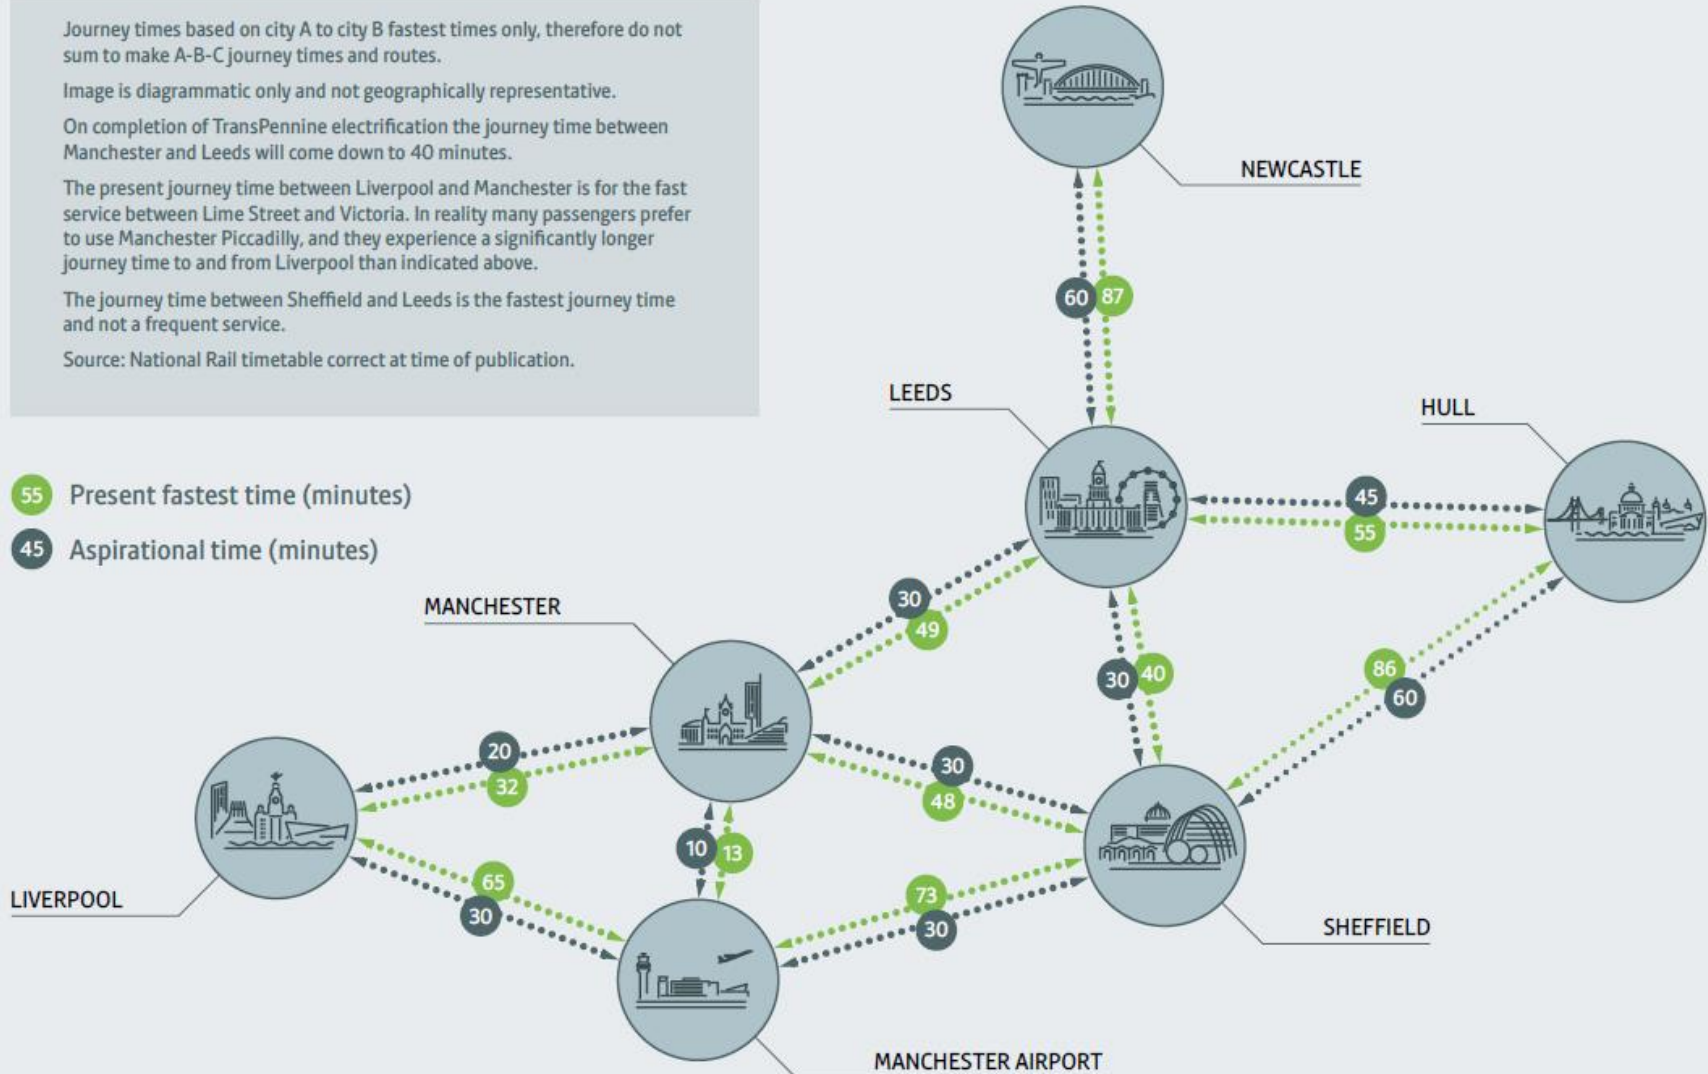 Journey times based on city A to city B fastest times only, therefore do not
sum to make A-B-C journey times and routes.
Image is diagrammatic only and not geographically representative.
On completion of TransPennine electrification the journey time between
Manchester and Leeds will come down to 40 minutes.
The present journey time between Liverpool and Manchester is for the fast
service between Lime Street and Victoria. In reality many passengers prefer
to use Manchester Piccadilly, and they experience a significantly longer
journey time to and from Liverpool than indicated above.
The journey time between Sheffield and Leeds is the fastest journey time
and not a frequent service.
Source: National Rail timetable correct at time of publication.
55 Present fastest time (minutes)
45 Aspirational time (minutes)
NEWCASTLE
60 87
LEEDS
HULL
45
55
30
49
MANCHESTER
30 40
86
60
20
32
30
48
10 13
LIVERPOOL
65
30
73
30
SHEFFIELD
MANCHESTER AIRPORT